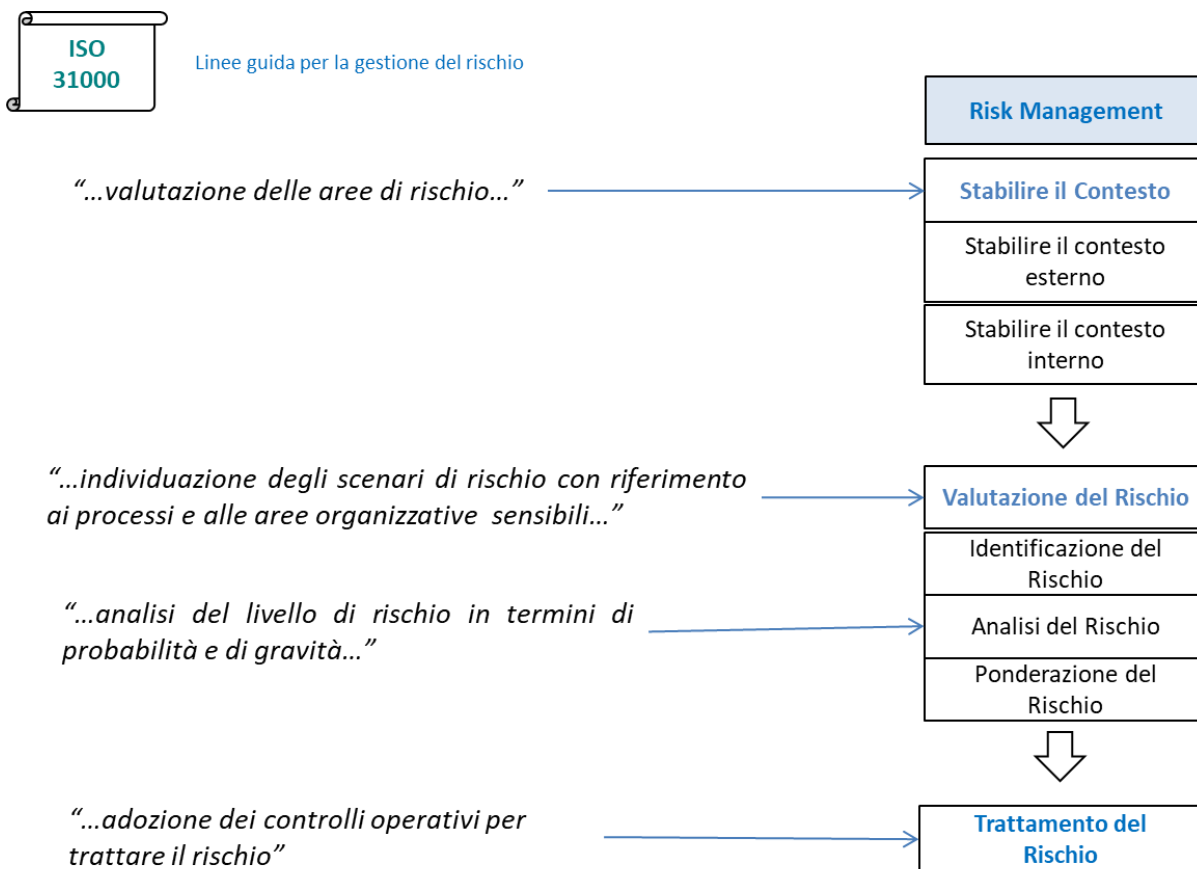 ISO
31000
Linee guida per la gestione del rischio
Risk Management
“...valutazione delle aree di rischio...”
Stabilire il Contesto
Stabilire il contesto
esterno
Stabilire il contesto
interno
“...individuazione degli scenari di rischio con riferimento
ai processi e alle aree organizzative sensibili...”
Valutazione del Rischio
Identificazione del
Rischio
“...analisi del livello di rischio in termini di
probabilità e di gravità...”
Analisi del Rischio
Ponderazione del
Rischio
“...adozione dei controlli operativi per
trattare il rischio”
Trattamento del
Rischio